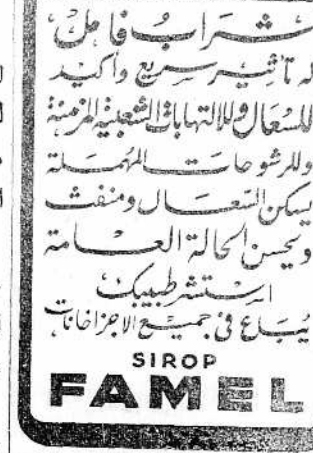 شراب فامل
له تأثير سريع وأكيد
للسعال وللالتهابات الشعبية المزمنة
وللرشوحات المهملة
يسكن السعال ومنفث
ويحسن الحالة العامة
استشر طبيبك
يباع في جميع الاجزاخانات
SIROP
FAMEL